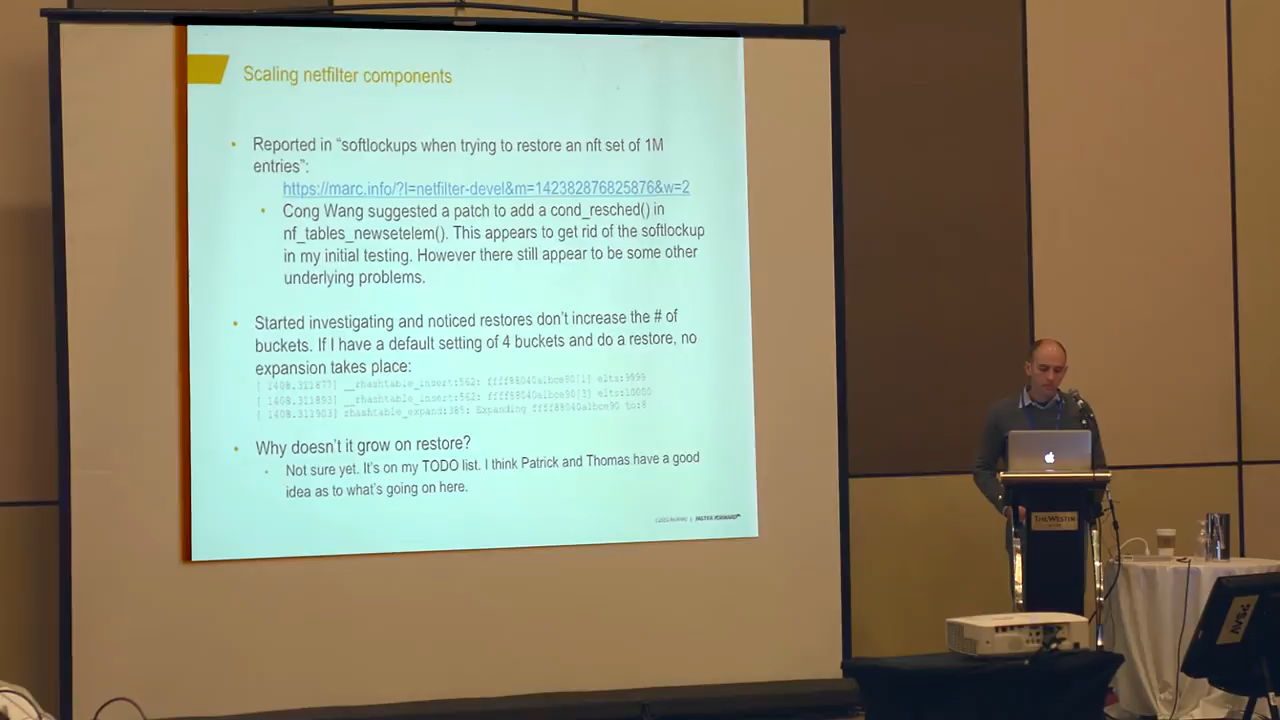 Scaling netfilter components
• Reported in “softlockups when trying to restore an nft set of 1M
entries”:
https://marc.info/?l=netfilter-devel&m=142382876825876&w=2
• Cong Wang suggested a patch to add a cond_resched() in
nf_tables_newsetelem(). This appears to get rid of the softlockup
in my initial testing. However there still appear to be some other
underlying problems.
• Started investigating and noticed restores don’t increase the # of
buckets. If I have a default setting of 4 buckets and do a restore, no
expansion takes place:
[ 1408.311877] __rhashtable_insert:562: ffff88040a1bce90[1] elts:9999
[ 1408.311893] __rhashtable_insert:562: ffff88040a1bce90[3] elts:10000
[ 1408.311903] rhashtable_expand:385: Expanding ffff88040a1bce90 to:8
• Why doesn’t it grow on restore?
• Not sure yet. It’s on my TODO list. I think Patrick and Thomas have a good
idea as to what’s going on here.
FASTER FORWARD
THE WESTIN
AVSP